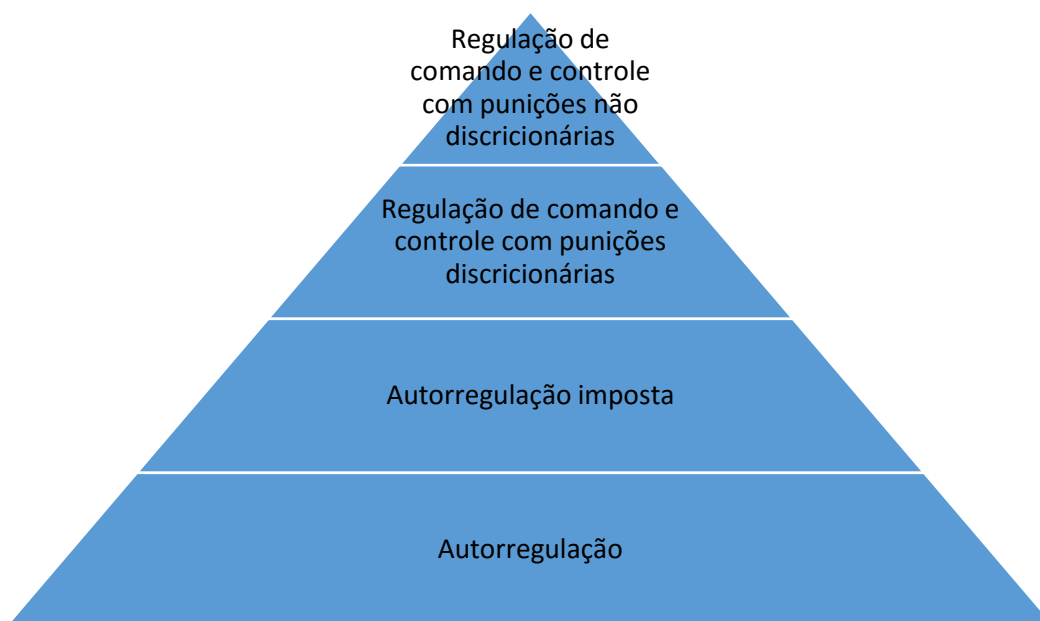 Regulação de
comando e controle
com punições não
discricionárias
Regulação de comando e
controle com punições
discricionárias
Autorregulação imposta
Autorregulação